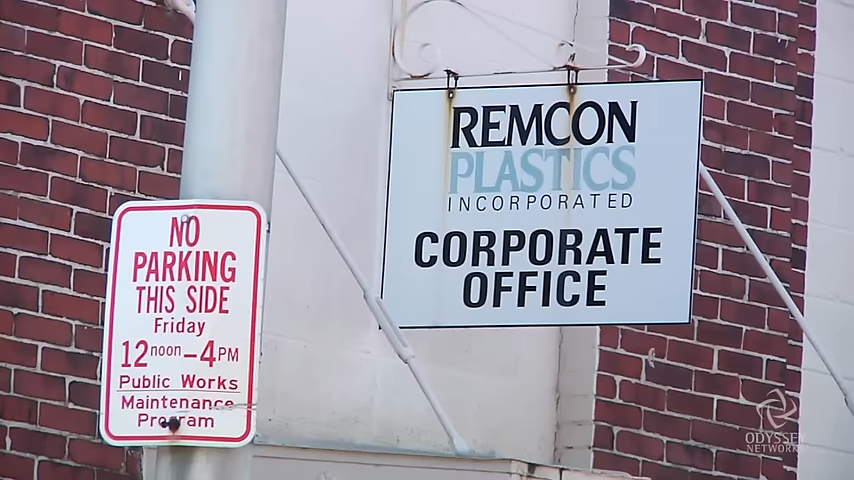 NO
PARKING
THIS SIDE
Friday
12 noon – 4 PM
Public Works
Maintenance
Program
REMCON
PLASTICS
INCORPORATED
CORPORATE
OFFICE
ODYSSEY
NETWORKS